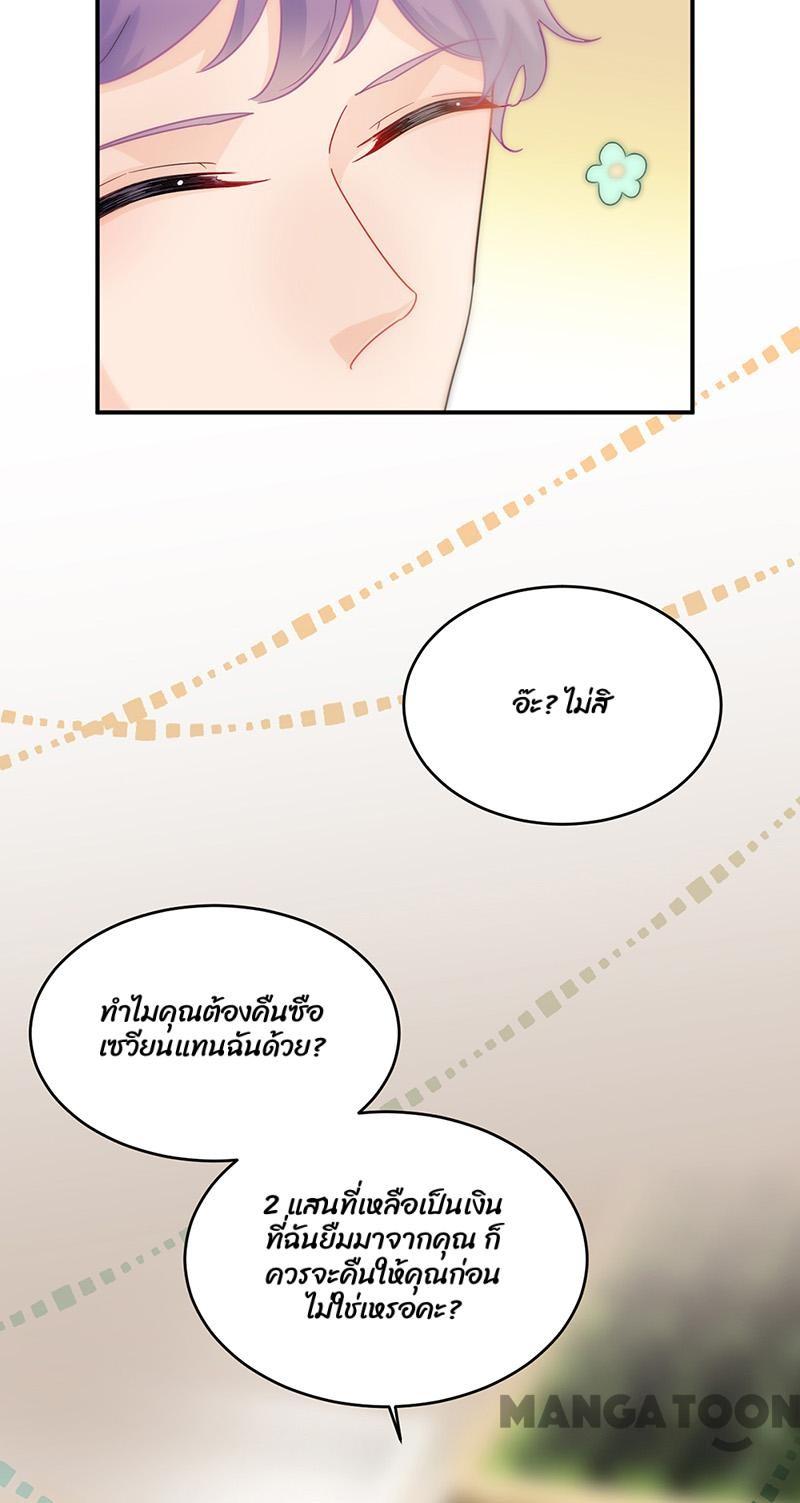 อ๊ะ? ไม่สิ
ทำไมคุณต้องคืนซือ
เซวียนแทนฉันด้วย?
2 แสนที่เหลือเป็นเงิน
ที่ฉันยืมมาจากคุณ ก็
ควรจะคืนให้คุณก่อน
ไม่ใช่เหรอคะ?
MANGATOON